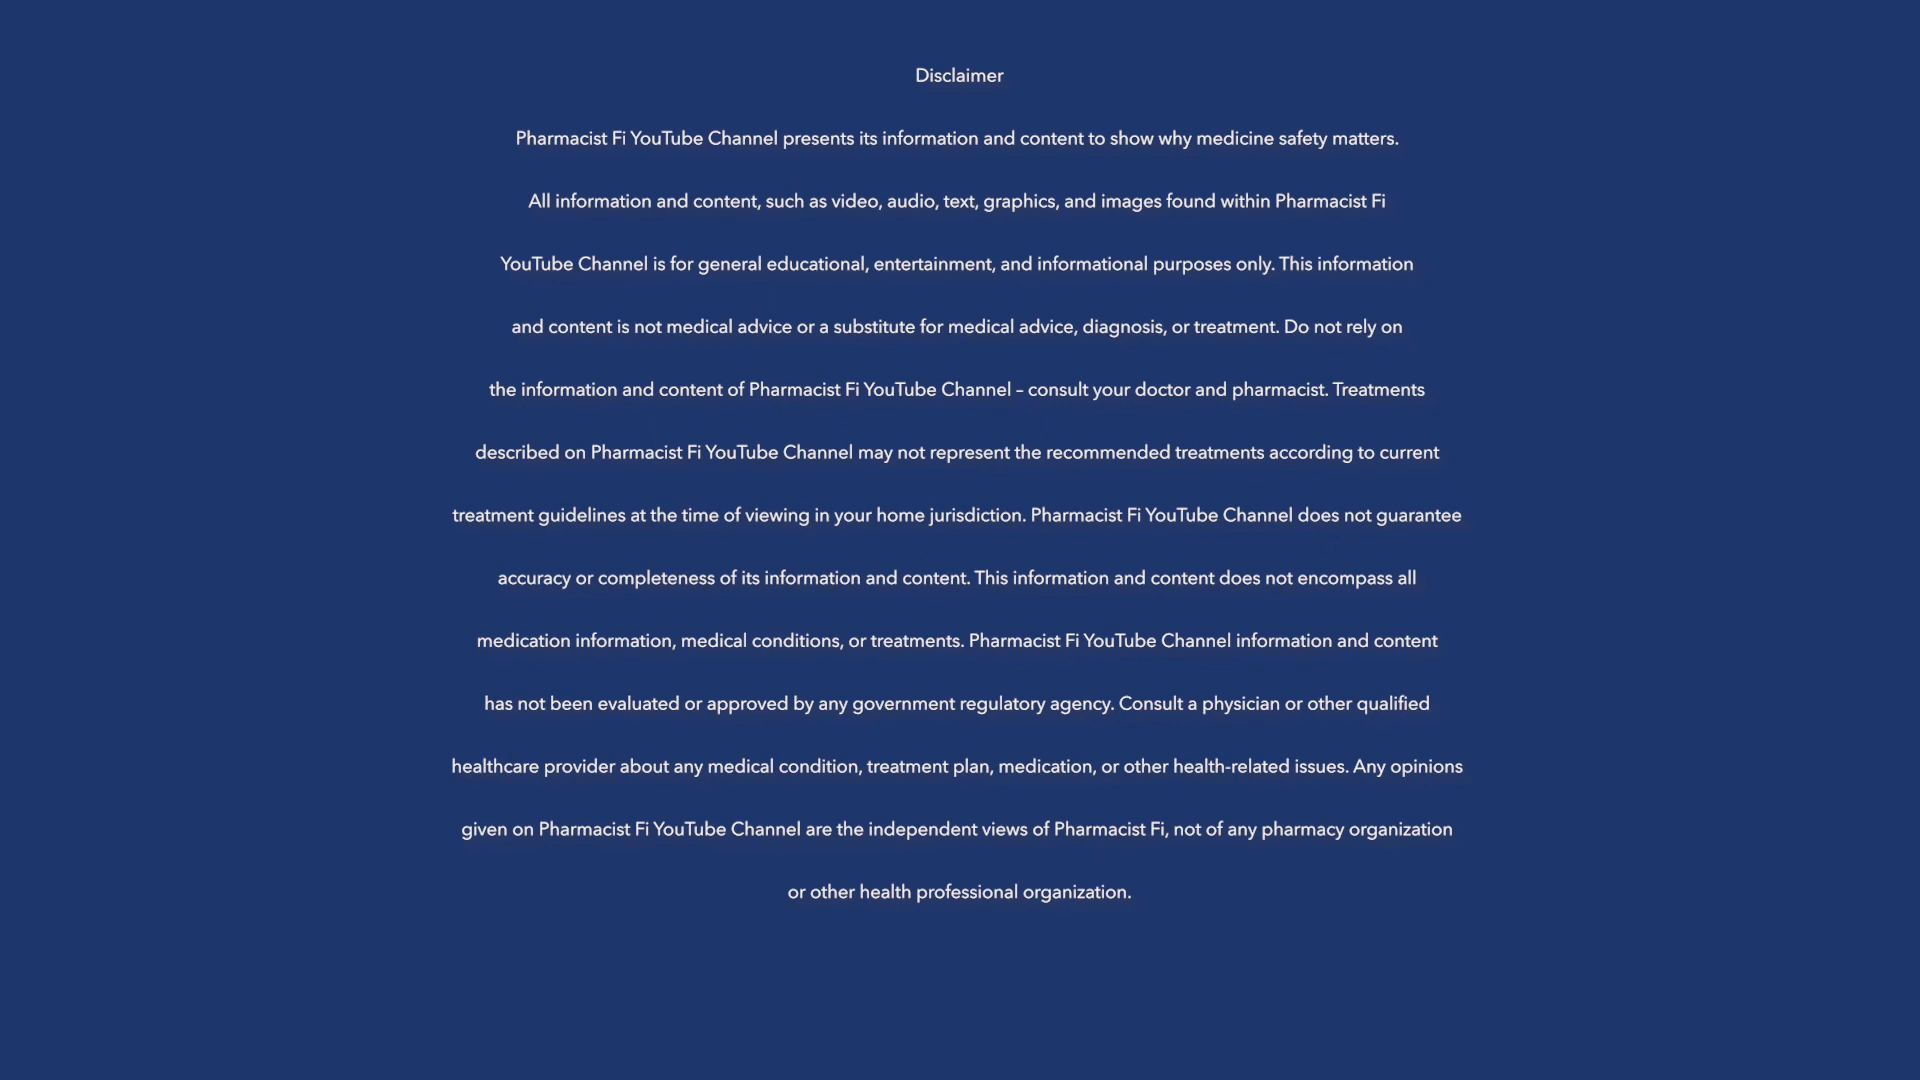 Disclaimer
Pharmacist Fi YouTube Channel presents its information and content to show why medicine safety matters.
All information and content, such as video, audio, text, graphics, and images found within Pharmacist Fi
YouTube Channel is for general educational, entertainment, and informational purposes only. This information
and content is not medical advice or a substitute for medical advice, diagnosis, or treatment. Do not rely on
the information and content of Pharmacist Fi YouTube Channel – consult your doctor and pharmacist. Treatments
described on Pharmacist Fi YouTube Channel may not represent the recommended treatments according to current
treatment guidelines at the time of viewing in your home jurisdiction. Pharmacist Fi YouTube Channel does not guarantee
accuracy or completeness of its information and content. This information and content does not encompass all
medication information, medical conditions, or treatments. Pharmacist Fi YouTube Channel information and content
has not been evaluated or approved by any government regulatory agency. Consult a physician or other qualified
healthcare provider about any medical condition, treatment plan, medication, or other health-related issues. Any opinions
given on Pharmacist Fi YouTube Channel are the independent views of Pharmacist Fi, not of any pharmacy organization
or other health professional organization.